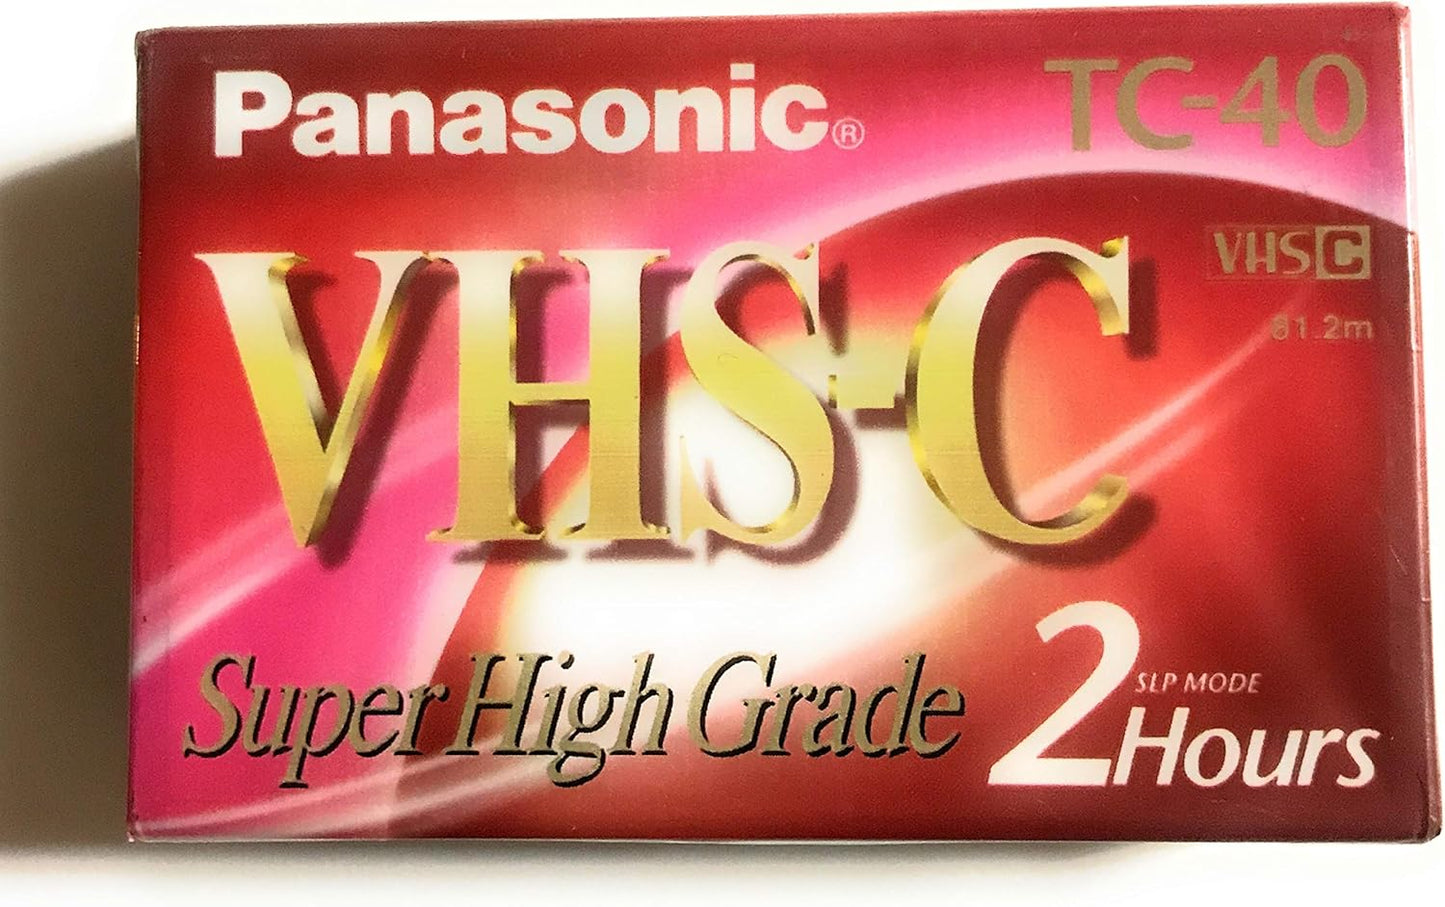 Panasonic®
TC-40
VHS-C
VHS C
61.2m
Super High Grade
2 Hours
SLP MODE